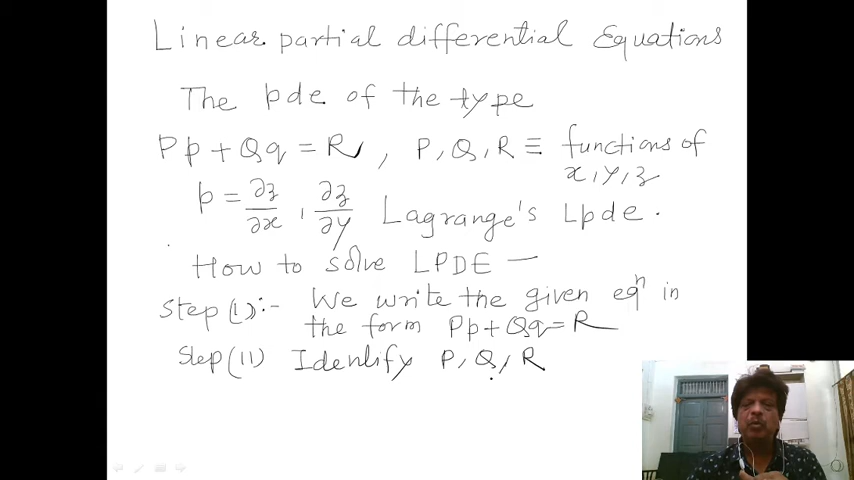 Linear partial differential Equations
The pde of the type
Pp + Qq = R , P, Q, R ≡ functions of x, y, z
p = ∂z/∂x , ∂z/∂y Lagrange's Lpde.
How to solve LPDE —
Step (I) :- We write the given eqn in
the form Pp + Qq = R
Step (II) Identify P, Q, R